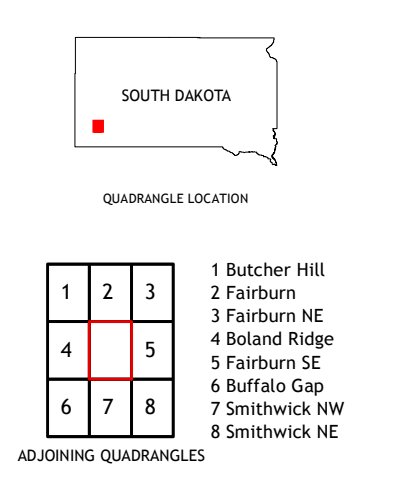 SOUTH DAKOTA
QUADRANGLE LOCATION
1 2 3
4 5
6 7 8
1 Butcher Hill
2 Fairburn
3 Fairburn NE
4 Boland Ridge
5 Fairburn SE
6 Buffalo Gap
7 Smithwick NW
8 Smithwick NE
ADJOINING QUADRANGLES